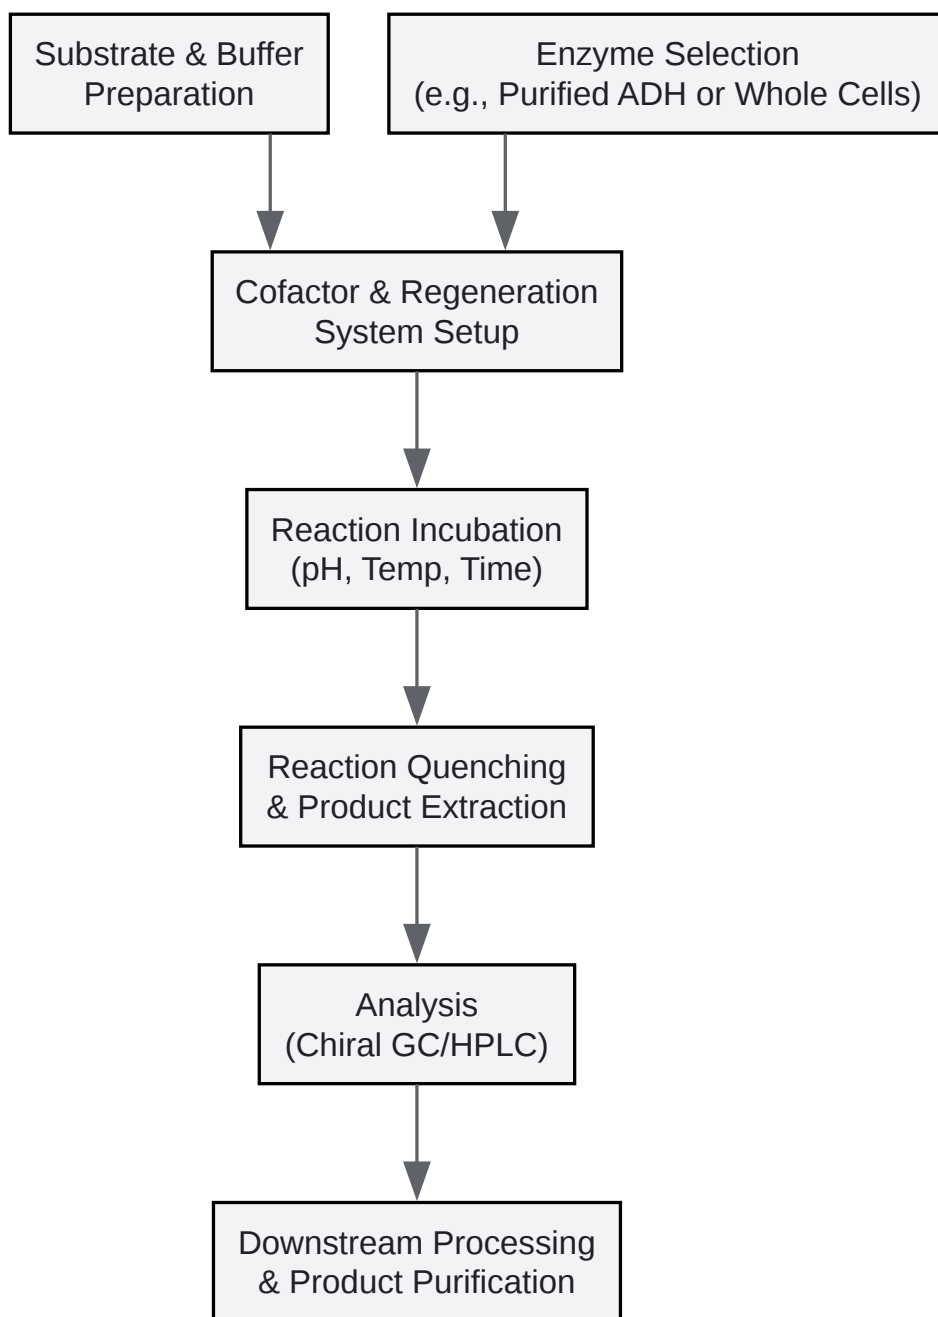 Substrate & Buffer
Preparation
Enzyme Selection
(e.g., Purified ADH or Whole Cells)
Cofactor & Regeneration
System Setup
Reaction Incubation
(pH, Temp, Time)
Reaction Quenching
& Product Extraction
Analysis
(Chiral GC/HPLC)
Downstream Processing
& Product Purification